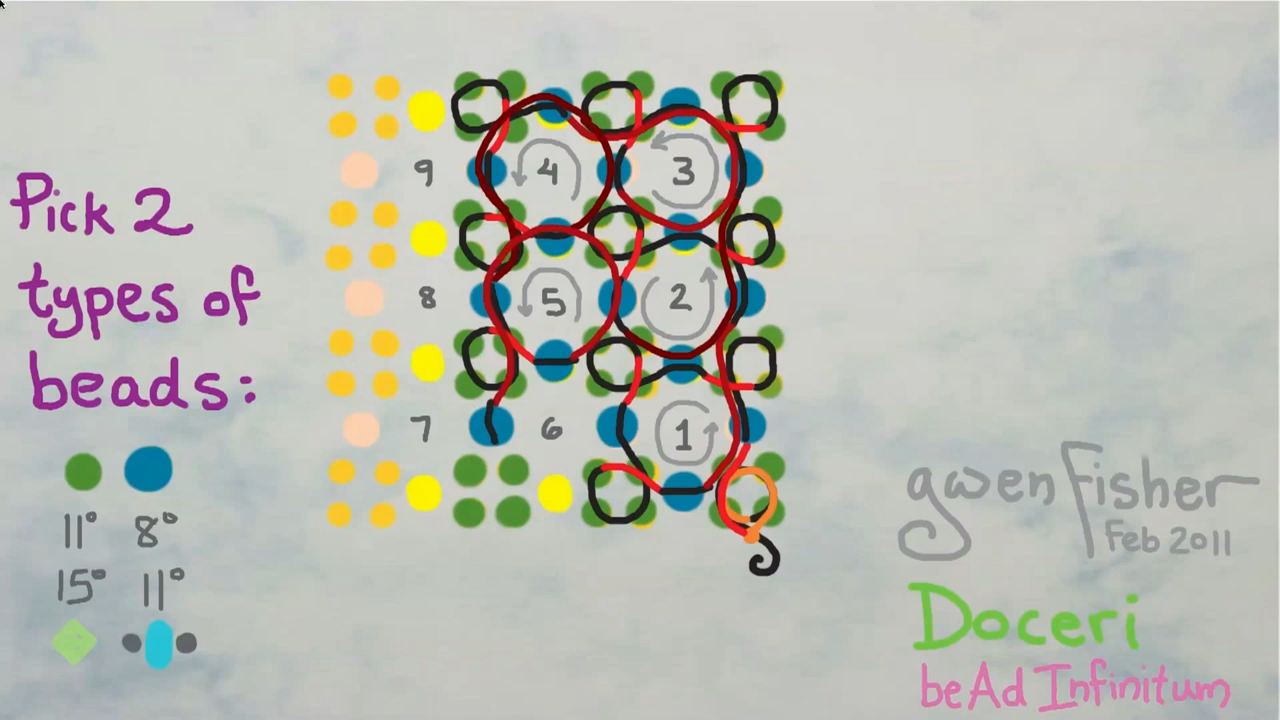 Pick 2
types of
beads:
11° 8°
15° 11°
9 4 3
8 5 2
7 6 1
gwen Fisher
Feb 2011
Doceri
beAd Infinitum